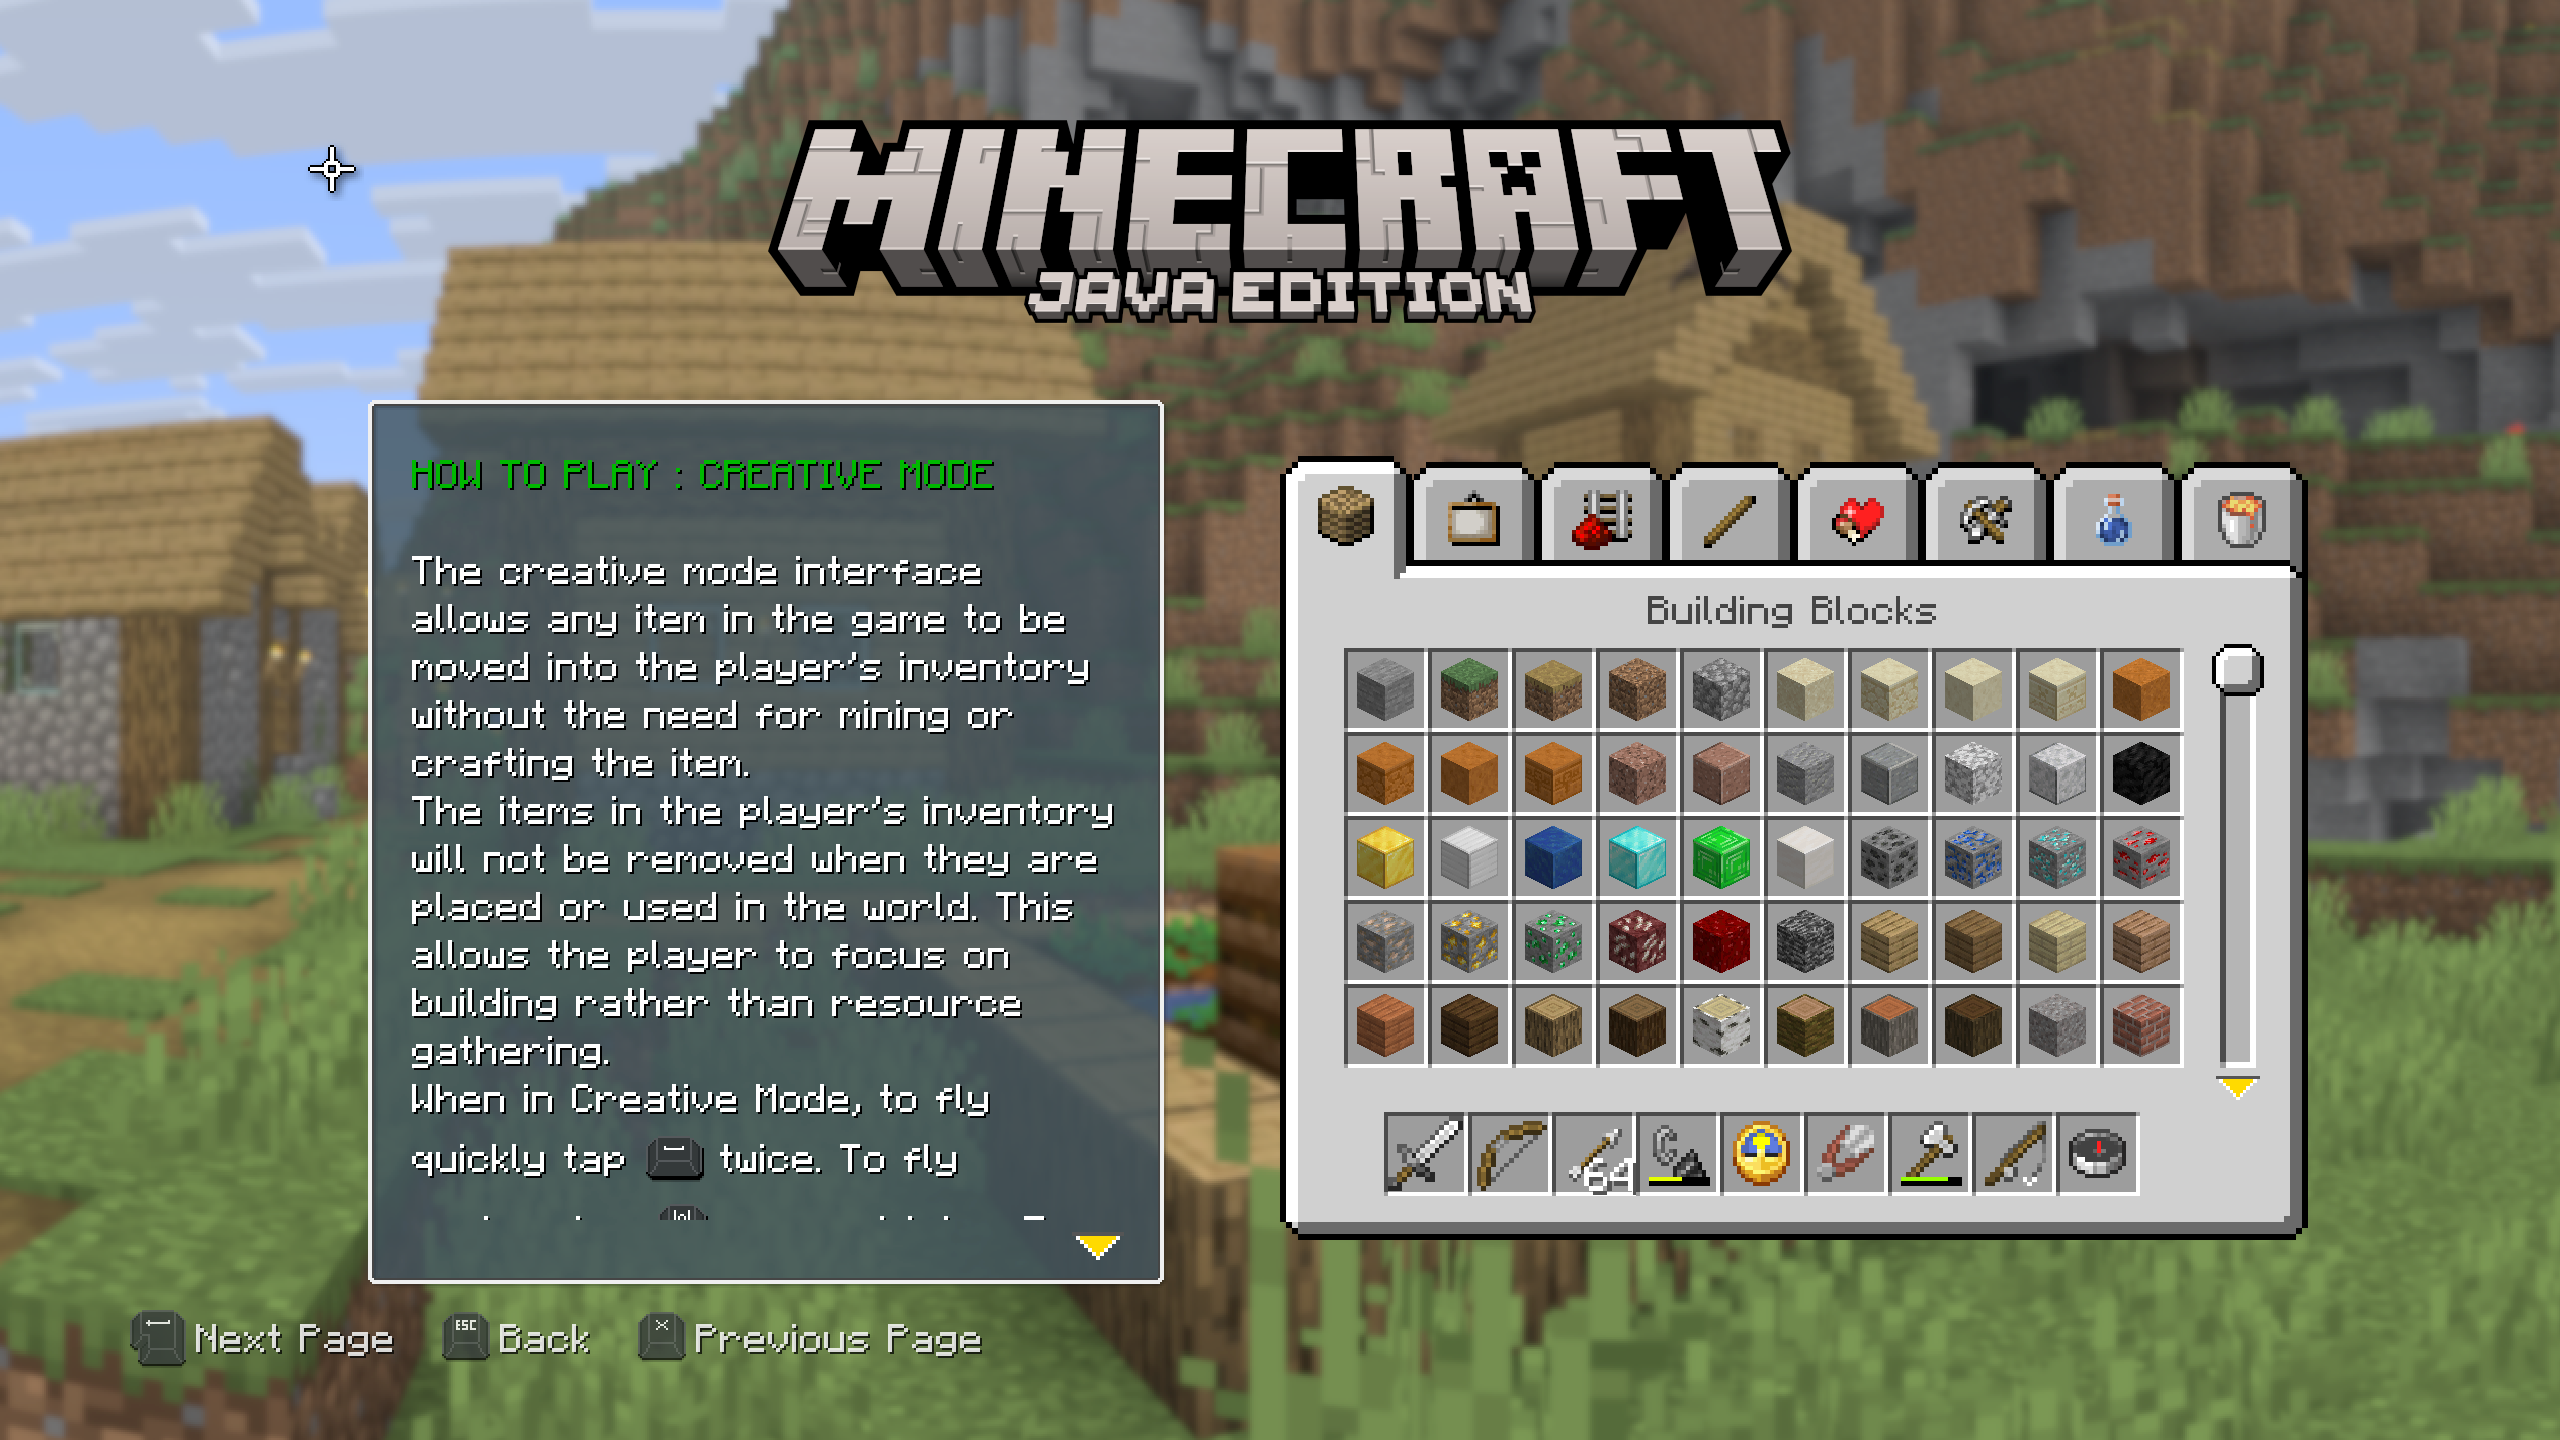 MINECRAFT
JAVA EDITION
HOW TO PLAY : CREATIVE MODE
The creative mode interface
allows any item in the game to be
moved into the player's inventory
without the need for mining or
crafting the item.
The items in the player's inventory
will not be removed when they are
placed or used in the world. This
allows the player to focus on
building rather than resource
gathering.
When in Creative Mode, to fly
quickly tap twice. To fly
Building Blocks
64
Next Page
ESC Back
X Previous Page